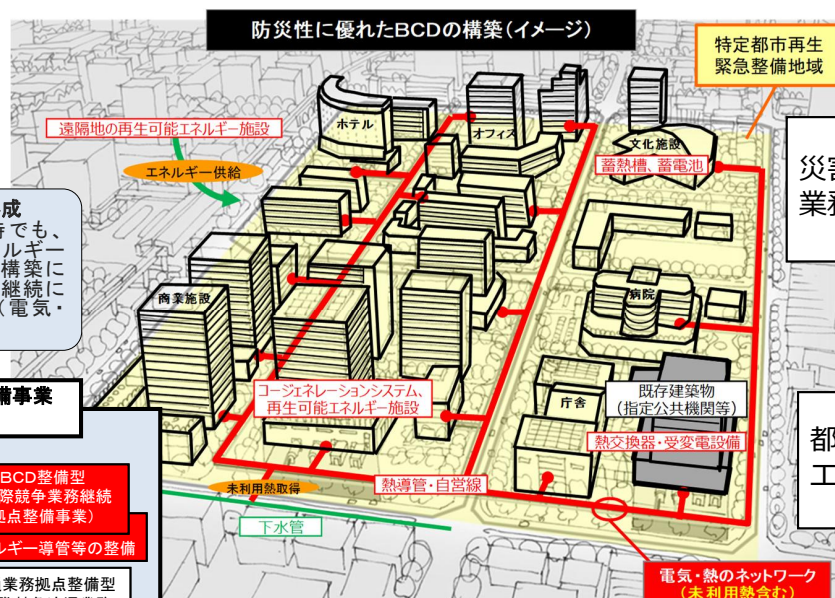 防災性に優れたBCDの構築(イメージ)
特定都市再生
緊急整備地域
遠隔地の再生可能エネルギー施設
エネルギー供給
ホテル
オフィス
文化施設
蓄熱槽、蓄電池
災害
業務
成
時でも、
ネルギー
構築に
継続に
(電気・
商業施設
病院
コージェネレーションシステム、
再生可能エネルギー施設
庁舎
既存建築物
(指定公共機関等)
熱交換器・受変電設備
備事業
BCD整備型
際競争業務継続
拠点整備事業)
ルギー導管等の整備
業務拠点整備型
未利用熱取得
熱導管・自営線
下水管
都
エ
電気・熱のネットワーク
(未利用熱含む)